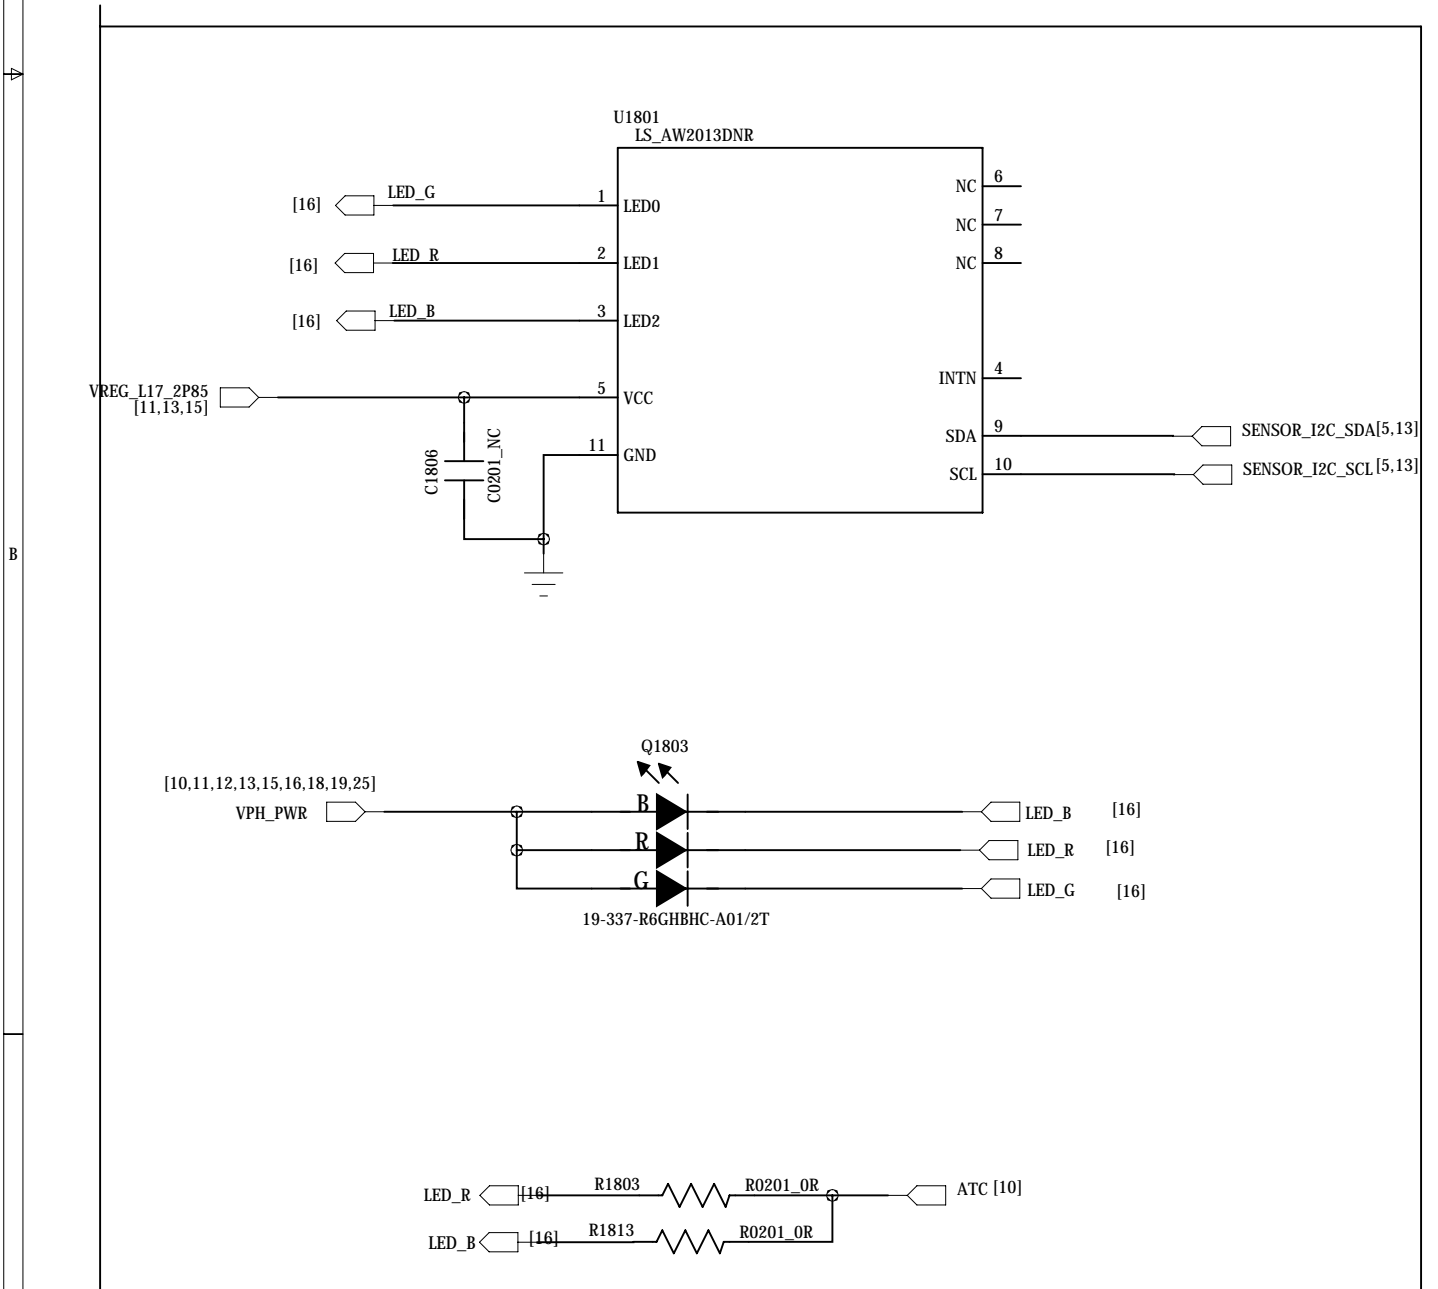 U1801
LS_AW2013DNR
[16] LED_G 1 LED0 NC 6
NC 7
[16] LED_R 2 LED1 NC 8
[16] LED_B 3 LED2
INTN 4
VREG_L17_2P85 5 VCC
[11,13,15]
SDA 9 SENSOR_I2C_SDA [5,13]
C1806 C0201_NC 11 GND
SCL 10 SENSOR_I2C_SCL [5,13]
B
Q1803
[10,11,12,13,15,16,18,19,25]
VPH_PWR B LED_B [16]
R LED_R [16]
G LED_G [16]
19-337-R6GHBHC-A01/2T
LED_R [16] R1803 R0201_0R ATC [10]
LED_B [16] R1813 R0201_0R